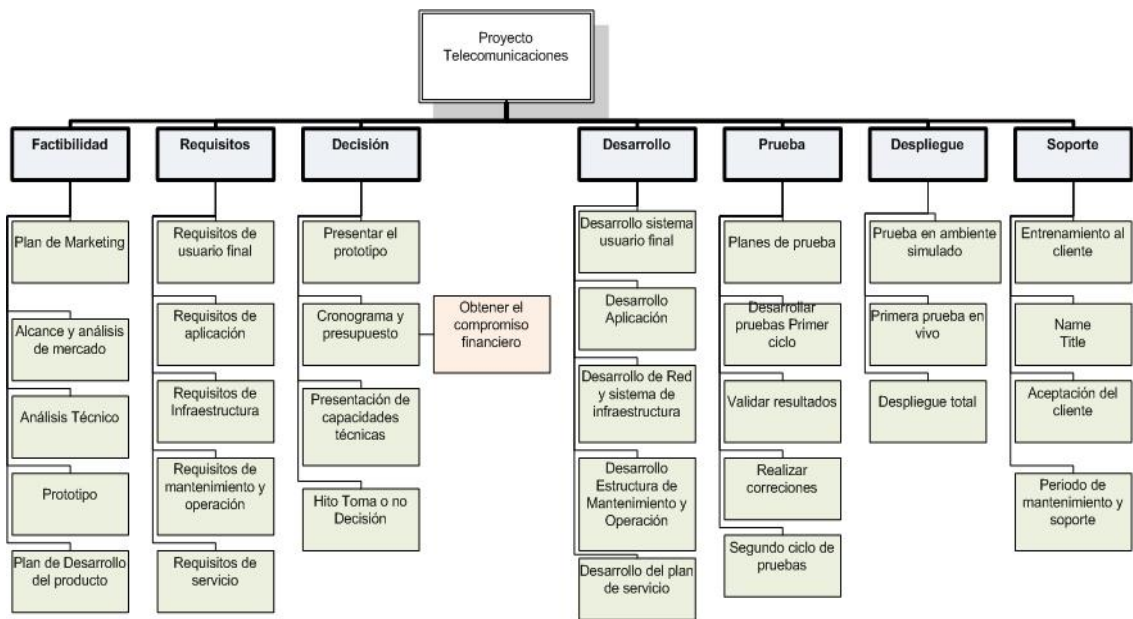 Proyecto
Telecomunicaciones
Factibilidad
Requisitos
Decisión
Desarrollo
Prueba
Despliegue
Soporte
Plan de Marketing
Alcance y análisis
de mercado
Análisis Técnico
Prototipo
Plan de Desarrollo
del producto
Requisitos de
usuario final
Requisitos de
aplicación
Requisitos de
Infraestructura
Requisitos de
mantenimiento y
operación
Requisitos de
servicio
Presentar el
prototipo
Cronograma y
presupuesto
Obtener el
compromiso
financiero
Presentación de
capacidades
técnicas
Hito Toma o no
Decisión
Desarrollo sistema
usuario final
Desarrollo
Aplicación
Desarrollo de Red
y sistema de
infraestructura
Desarrollo
Estructura de
Mantenimiento y
Operación
Desarrollo del plan
de servicio
Planes de prueba
Desarrollar
pruebas Primer
ciclo
Validar resultados
Realizar
correciones
Segundo ciclo de
pruebas
Prueba en ambiente
simulado
Primera prueba en
vivo
Despliegue total
Entrenamiento al
cliente
Name
Title
Aceptación del
cliente
Periodo de
mantenimiento y
soporte